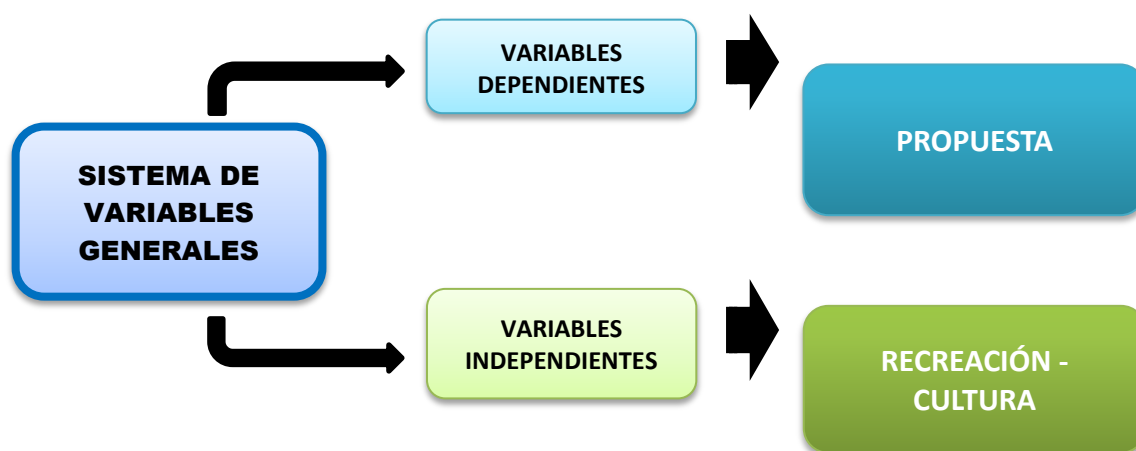 SISTEMA DE
VARIABLES
GENERALES
VARIABLES
DEPENDIENTES
PROPUESTA
VARIABLES
INDEPENDIENTES
RECREACIÓN -
CULTURA